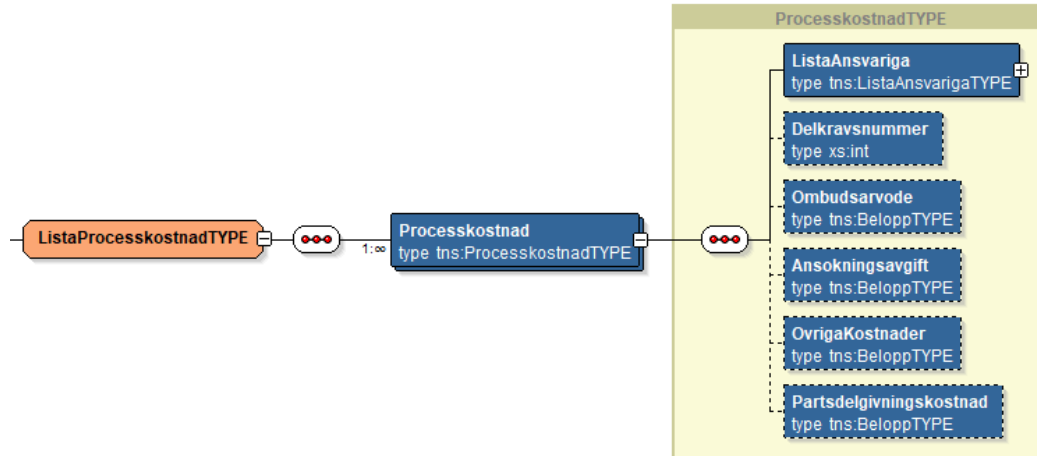 ProcesskostnadTYPE
ListaAnsvariga
type tns:ListaAnsvarigaTYPE
Delkravsnummer
type xs:int
Ombudsarvode
type tns:BeloppTYPE
ListaProcesskostnadTYPE
1:∞
Processkostnad
type tns:ProcesskostnadTYPE
Ansokningsavgift
type tns:BeloppTYPE
OvrigaKostnader
type tns:BeloppTYPE
Partsdelgivningskostnad
type tns:BeloppTYPE